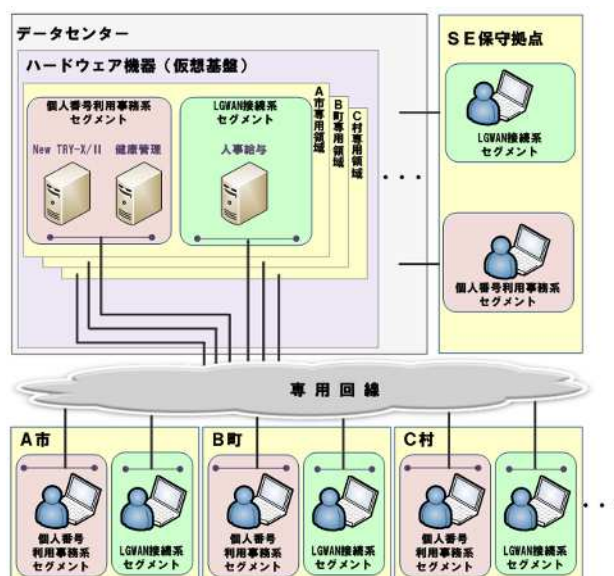 データセンター
ハードウェア機器（仮想基盤）
個人番号利用事務系
セグメント
New TRY-X/II
健康管理
LGWAN接続系
セグメント
人事給与
A市専用領域
B町専用領域
C村専用領域
・・・
SE保守拠点
LGWAN接続系
セグメント
個人番号利用事務系
セグメント
専用回線
A市
個人番号
利用事務系
セグメント
LGWAN接続系
セグメント
B町
個人番号
利用事務系
セグメント
LGWAN接続系
セグメント
C村
個人番号
利用事務系
セグメント
LGWAN接続系
セグメント
・・・